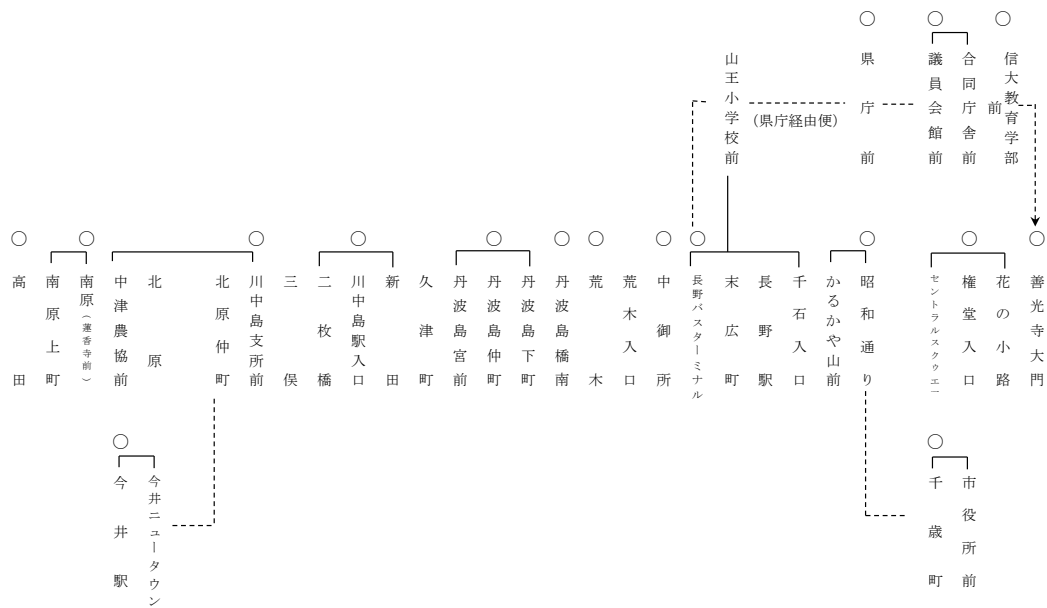 県庁前
議員会館前
合同庁舎前
信大教育学部前
山王小学校前
（県庁経由便）
高田
南原上町
南原（蓮香寺前）
中津農協前
北原
北原仲町
川中島支所前
三俣
二枚橋
川中島駅入口
新田
久津町
丹波島宮前
丹波島仲町
丹波島下町
丹波島橋南
荒木
荒木入口
中御所
長野バスターミナル
末広町
長野駅
千石入口
かるかや山前
昭和通り
セントラルスクゥエー
権堂入口
花の小路
善光寺大門
今井駅
今井ニュータウン
千歳町
市役所前